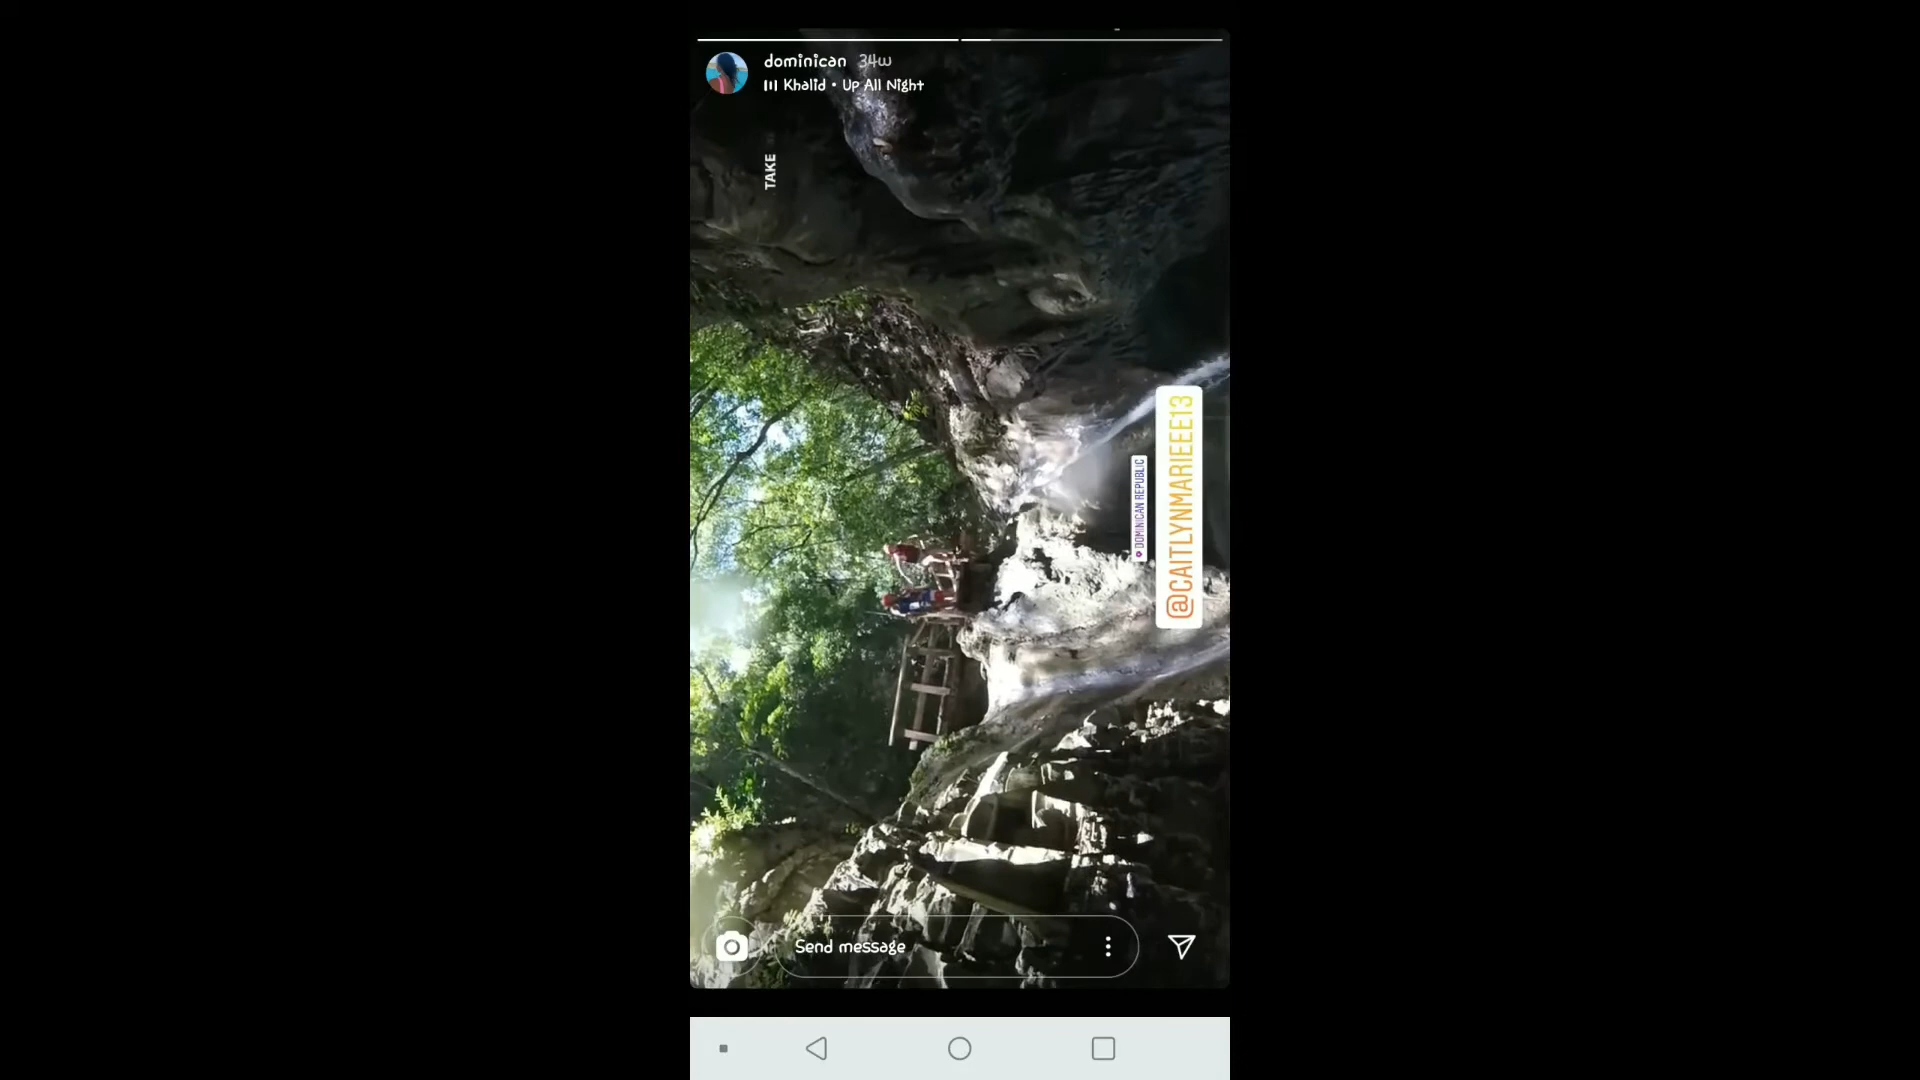 dominican 34w
Khalid • Up All Night
TAKE
DOMINICAN REPUBLIC
@CAITLYNMARIEEE13
Send message